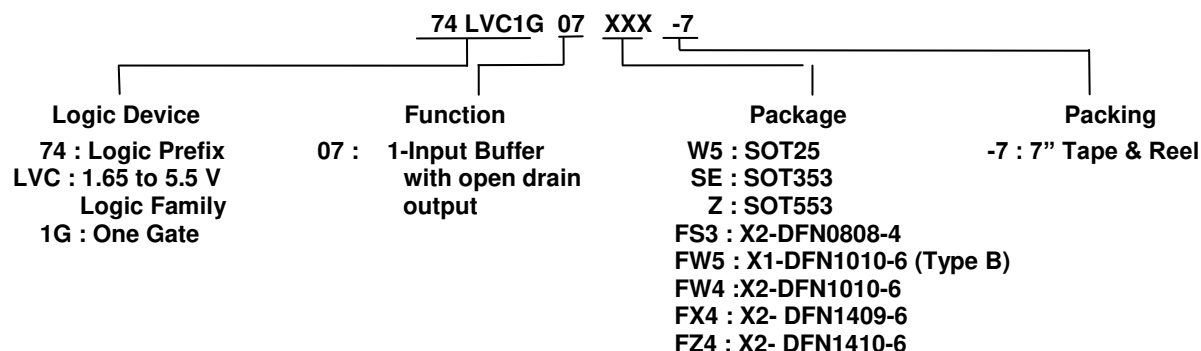 74 LVC1G 07 XXX -7
Logic Device
74 : Logic Prefix
LVC : 1.65 to 5.5 V
Logic Family
1G : One Gate
Function
07 : 1-Input Buffer
with open drain
output
Package
W5 : SOT25
SE : SOT353
Z : SOT553
FS3 : X2-DFN0808-4
FW5 : X1-DFN1010-6 (Type B)
FW4 :X2-DFN1010-6
FX4 : X2- DFN1409-6
FZ4 : X2- DFN1410-6
Packing
-7 : 7” Tape & Reel